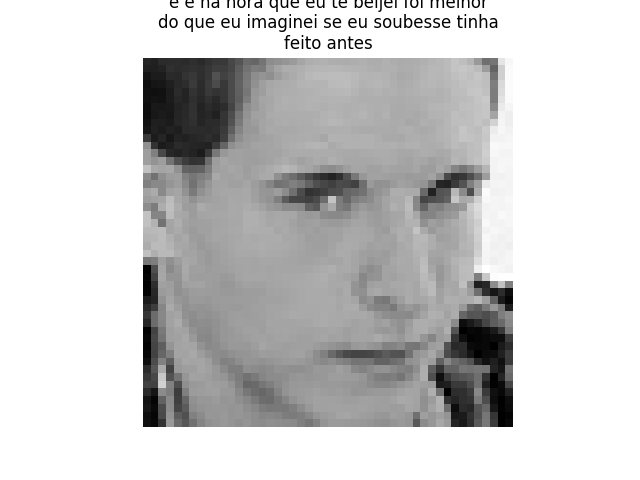 e e na hora que eu te beijei foi melhor
do que eu imaginei se eu soubesse tinha
feito antes